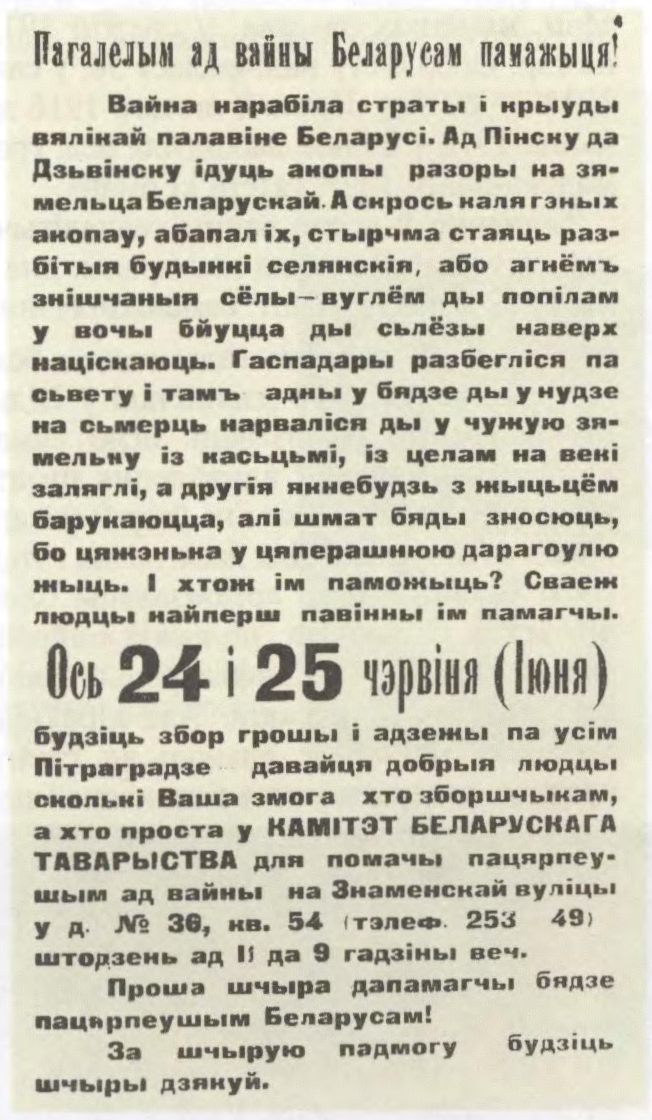 Пагалелым ад вайны Беларусам памажыця!
Вайна нарабіла страты і крыуды
вялікай палавіне Беларусі. Ад Пінску да
Дзьвінску ідуць акопы разоры на зя-
мельца Беларускай. А скрось каля гэных
акопау, абапал іх, стырчма стаяць раз-
бітыя будынкі селянскія, або агнёмъ
знішчаныя сёлы—вуглём ды попілам
у вочы бйуцца ды сьлёзы наверх
націскаюць. Гаспадары разбегліся па
сьвету і тамъ адны у бядзе ды у нудзе
на сьмерць нарваліся ды у чужую зя-
мельку із касьцьмі, із целам на векі
заляглі, а другія якнебудзь з жыцьцём
барукаюцца, алі шмат бяды зносюць,
бо цяжэнька у цяперашнюю дарагоулю
жыць. І хтож ім паможыць? Сваеж
людцы найперш павінны ім памагчы.
Ось 24 і 25 чэрвіня (Іюня)
будзіць збор грошы і адзежы па усім
Пітраградзе давайця добрыя людцы
сколькі Ваша змога хто зборшчыкам,
а хто проста у КАМІТЭТ БЕЛАРУСКАГА
ТАВАРЫСТВА для помачы пацярпеу-
шым ад вайны на Знаменскай вуліцы
у д. № 36, кв. 54 (тэлеф. 253 49)
штодзень ад 11 да 9 гадзіны веч.
Проша шчыра дапамагчы бядзе
пацярпеушым Беларусам!
За шчырую падмогу будзіць
шчыры дзякуй.